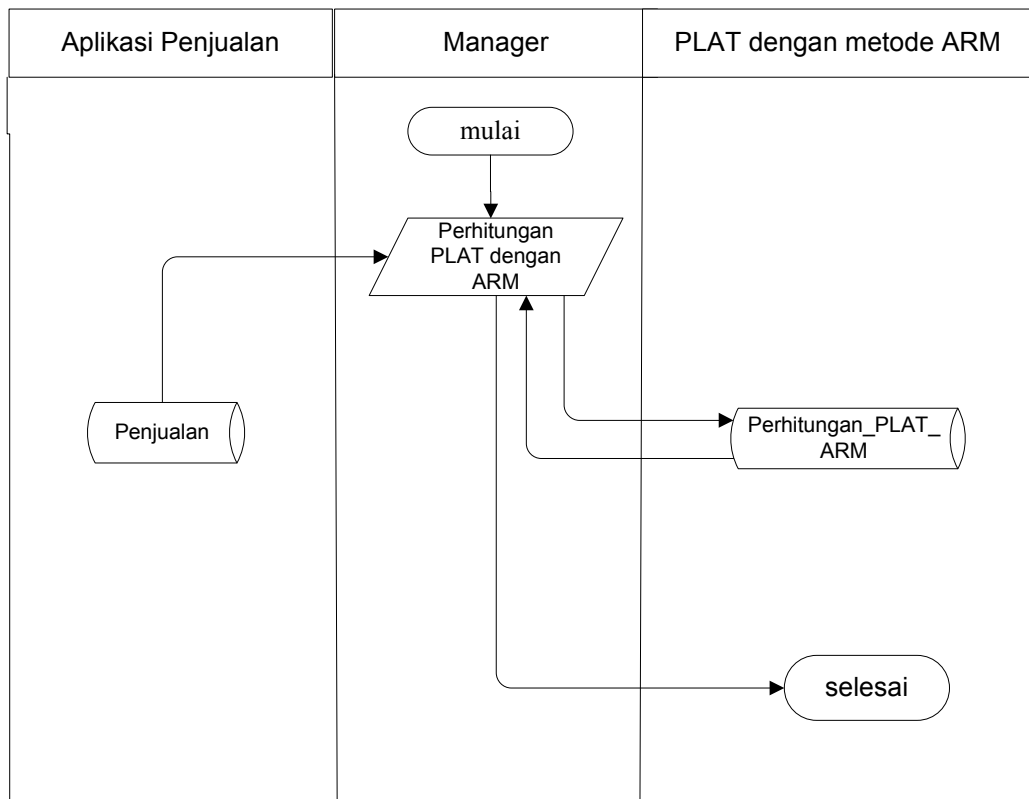 Aplikasi Penjualan
Manager
PLAT dengan metode ARM
mulai
Perhitungan
PLAT dengan
ARM
Penjualan
Perhitungan_PLAT_
ARM
selesai